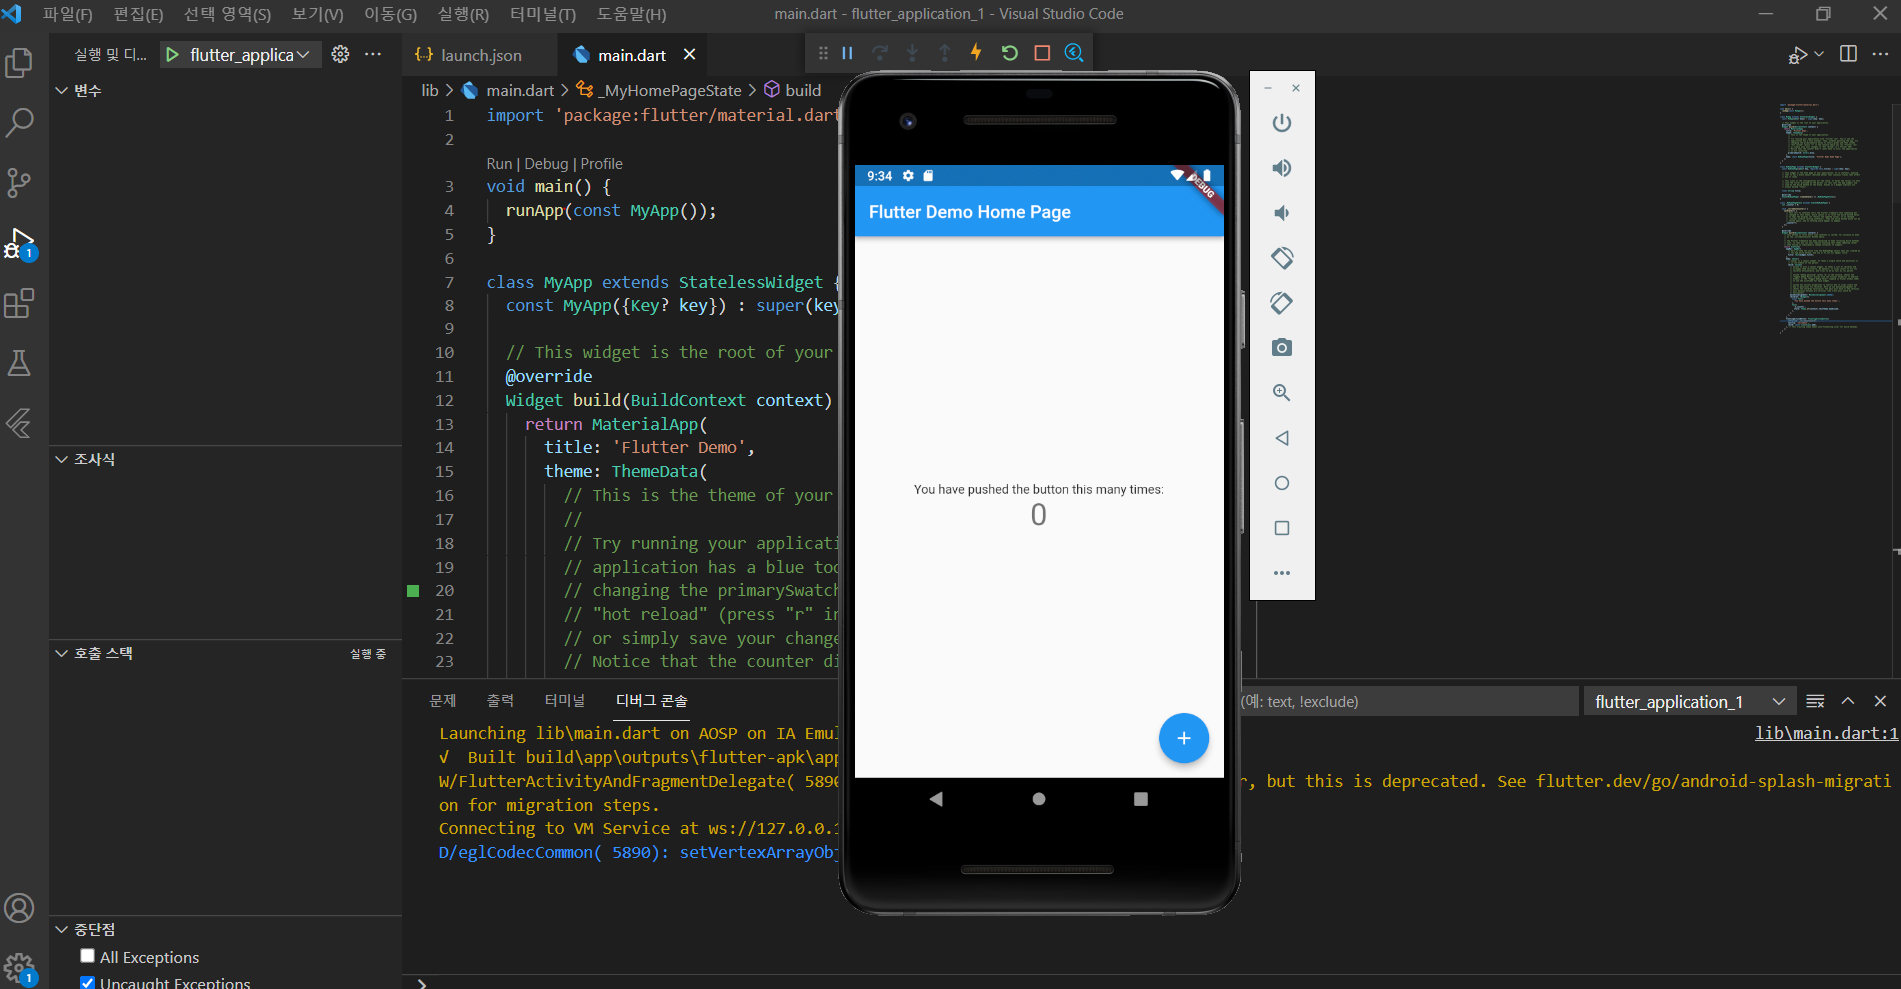 파일(F) 편집(E) 선택 영역(S) 보기(V) 이동(G) 실행(R) 터미널(T) 도움말(H)
main.dart - flutter_application_1 - Visual Studio Code
실행 및 디... flutter_applica
launch.json main.dart
lib > main.dart > _MyHomePageState > build
변수
조사식
호출 스택 실행 중
중단점
All Exceptions
Uncaught Exceptions
1
1
1 import 'package:flutter/material.dart
2
Run | Debug | Profile
3 void main() {
4 runApp(const MyApp());
5 }
6
7 class MyApp extends StatelessWidget {
8 const MyApp({Key? key}) : super(key
9
10 // This widget is the root of your
11 @override
12 Widget build(BuildContext context)
13 return MaterialApp(
14 title: 'Flutter Demo',
15 theme: ThemeData(
16 // This is the theme of your
17 //
18 // Try running your applicati
19 // application has a blue too
20 // changing the primarySwatch
21 // "hot reload" (press "r" in
22 // or simply save your change
23 // Notice that the counter di
9:34
DEBUG
Flutter Demo Home Page
You have pushed the button this many times:
0
+
문제 출력 터미널 디버그 콘솔
(예: text, !exclude) flutter_application_1
Launching lib\main.dart on AOSP on IA Emul
lib\main.dart:1
√ Built build\app\outputs\flutter-apk\app
W/FlutterActivityAndFragmentDelegate( 5890
r, but this is deprecated. See flutter.dev/go/android-splash-migrati
on for migration steps.
Connecting to VM Service at ws://127.0.0.1
D/eglCodecCommon( 5890): setVertexArrayObj